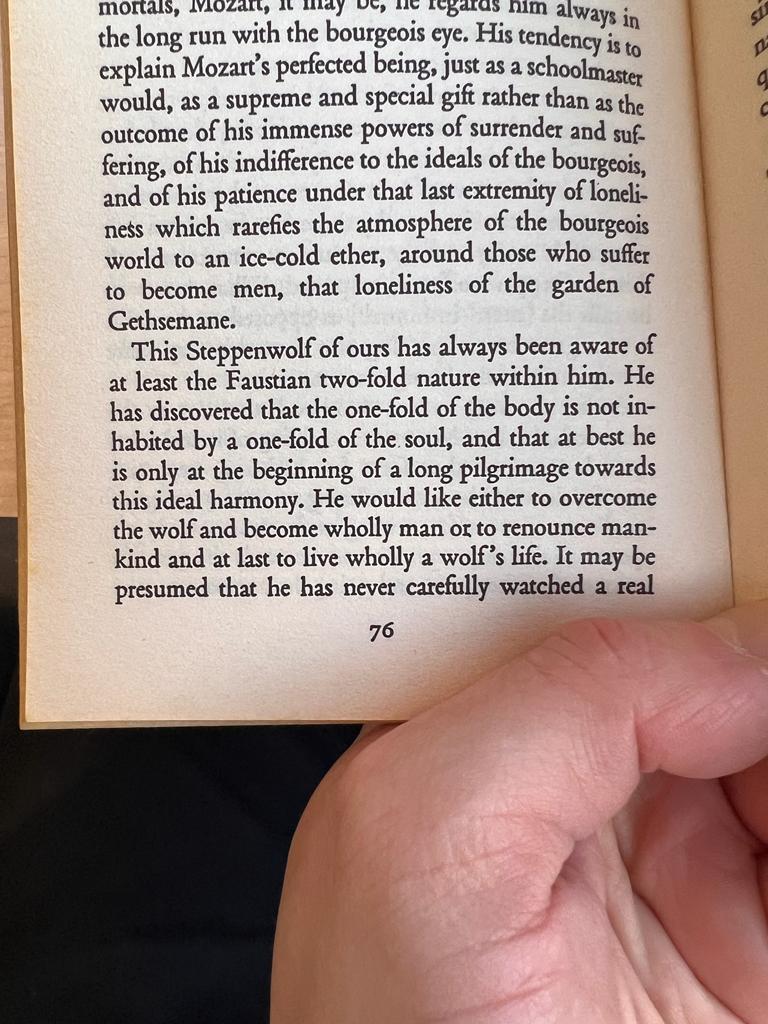 mortals, Mozart, it may be, he regards him always in
the long run with the bourgeois eye. His tendency is to
explain Mozart's perfected being, just as a schoolmaster
would, as a supreme and special gift rather than as the
outcome of his immense powers of surrender and suf-
fering, of his indifference to the ideals of the bourgeois,
and of his patience under that last extremity of loneli-
ness which rarefies the atmosphere of the bourgeois
world to an ice-cold ether, around those who suffer
to become men, that loneliness of the garden of
Gethsemane.
This Steppenwolf of ours has always been aware of
at least the Faustian two-fold nature within him. He
has discovered that the one-fold of the body is not in-
habited by a one-fold of the soul, and that at best he
is only at the beginning of a long pilgrimage towards
this ideal harmony. He would like either to overcome
the wolf and become wholly man or to renounce man-
kind and at last to live wholly a wolf's life. It may be
presumed that he has never carefully watched a real
76